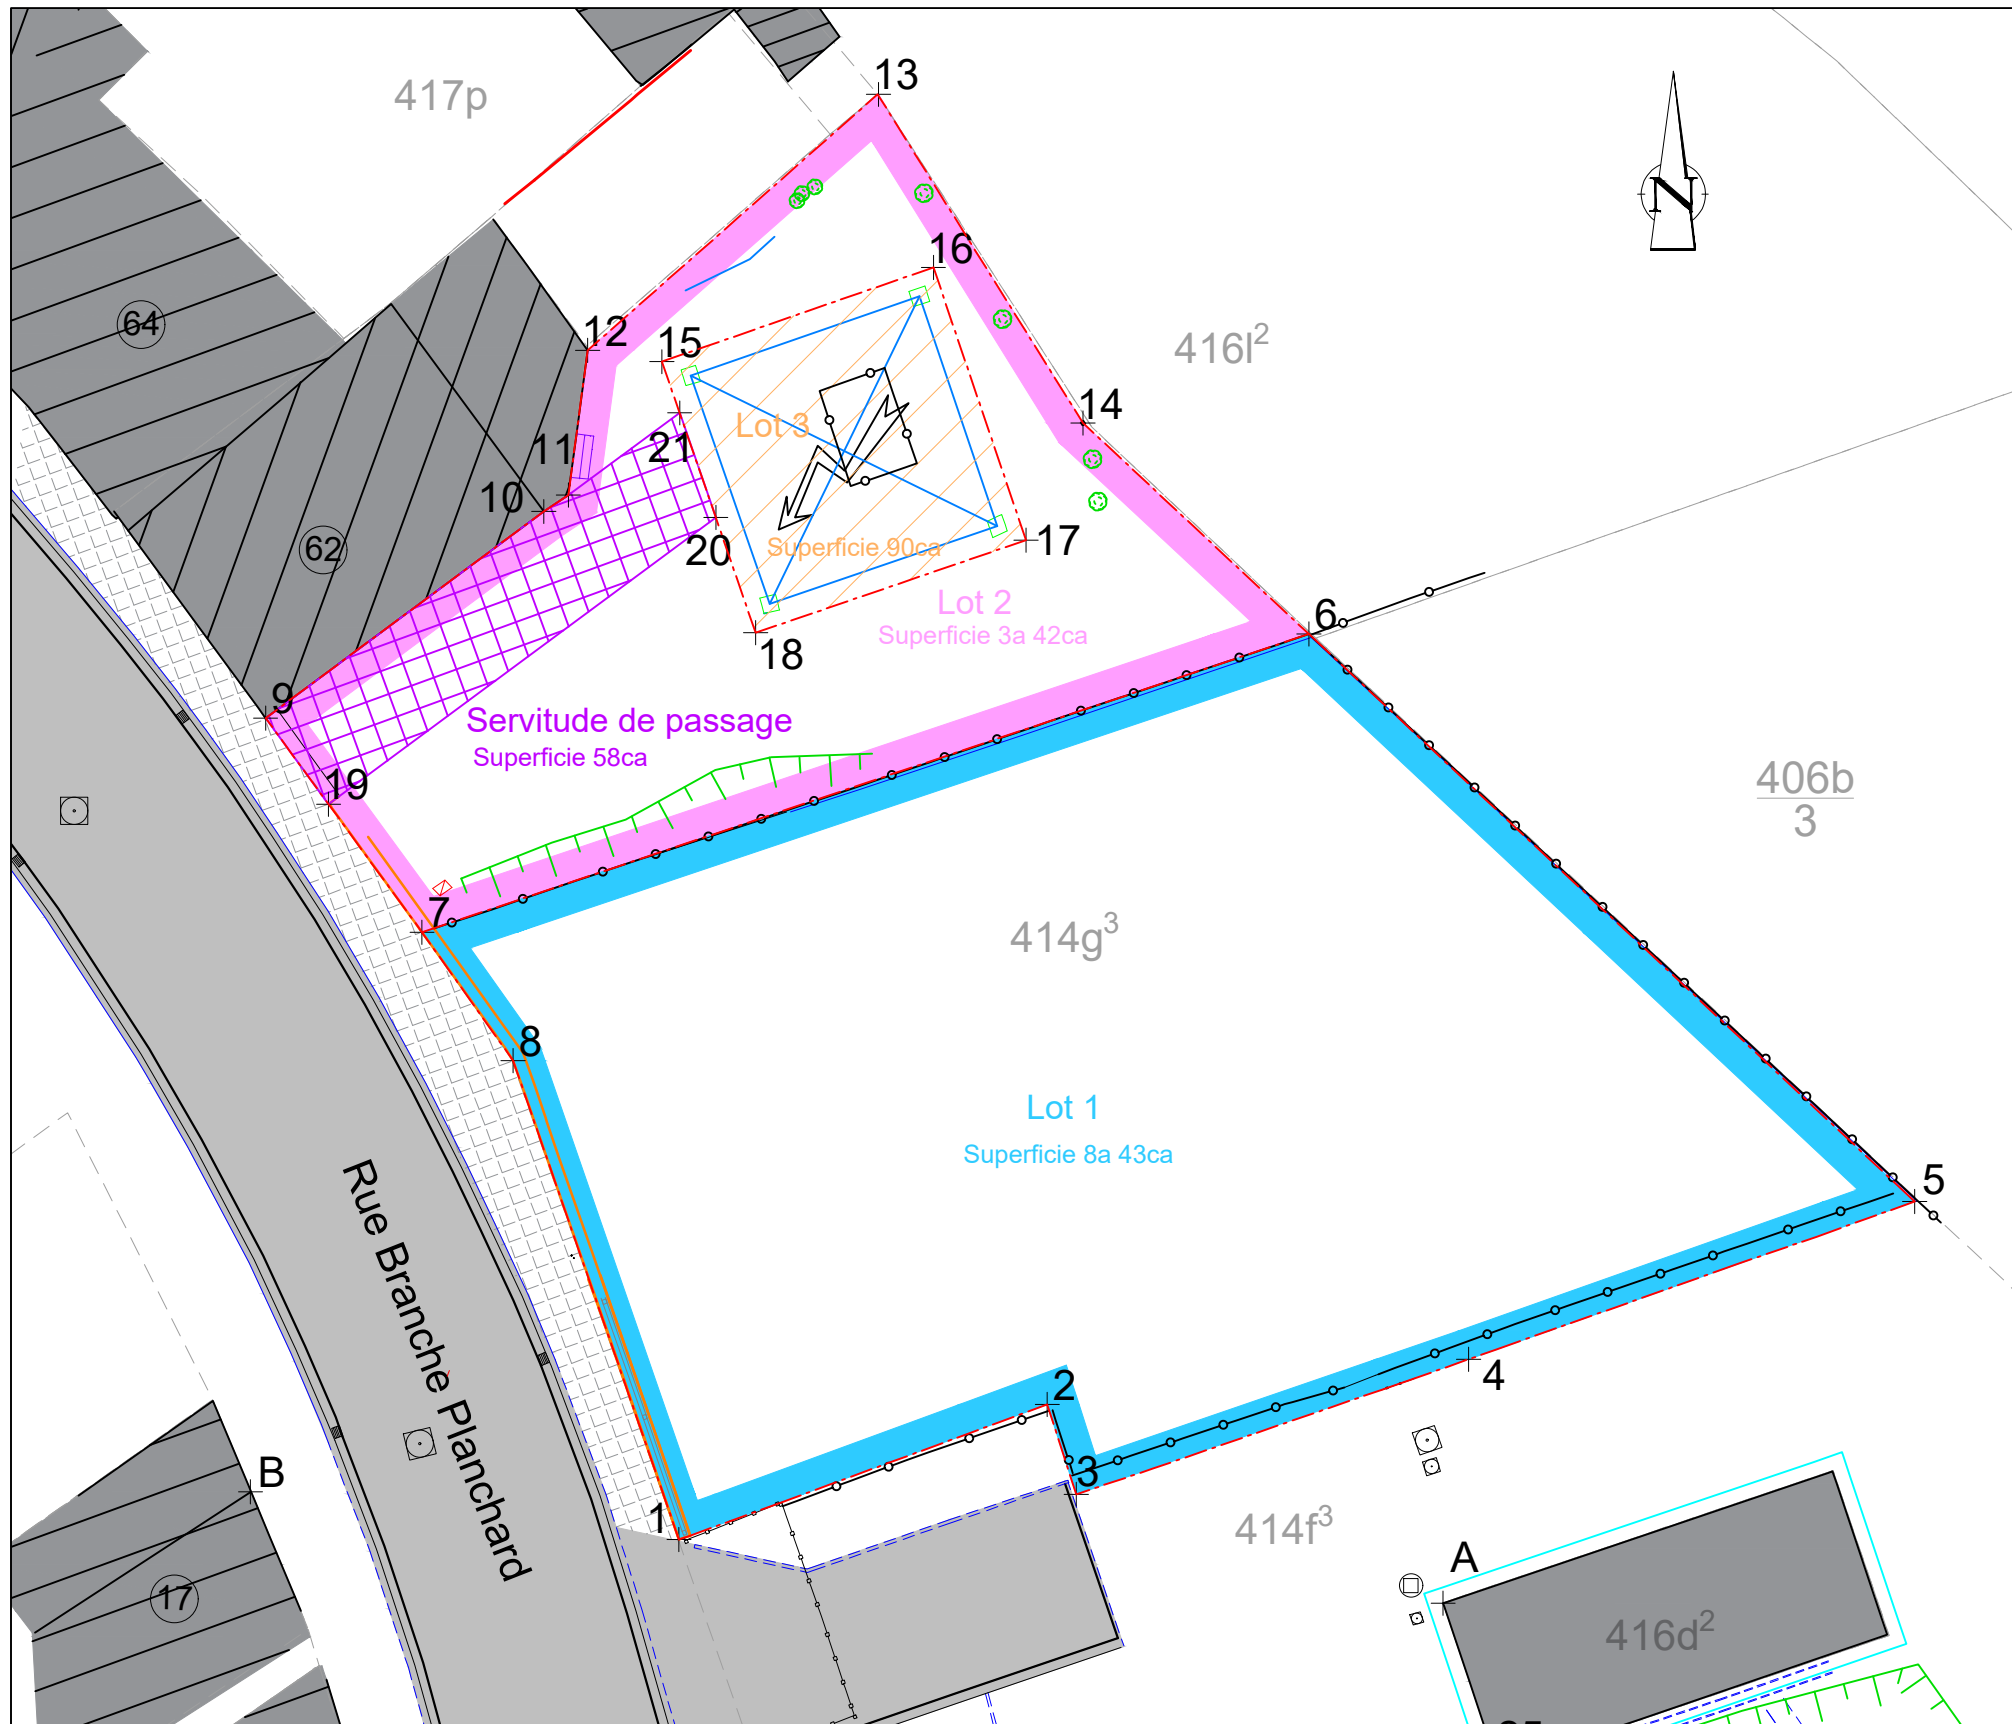 13
417p
N
16
64
12
15
416l²
14
Lot 3
11
21
10
62
20
Superficie 90ca
17
Lot 2
6
Superficie 3a 42ca
18
9
Servitude de passage
Superficie 58ca
19
406b
3
7
414g³
8
Lot 1
Superficie 8a 43ca
5
Rue Branche Planchard
4
2
B
3
1
414f³
A
17
416d²